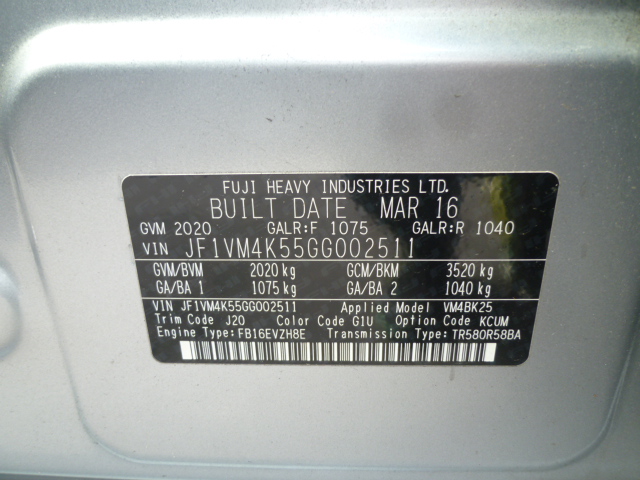 FUJI HEAVY INDUSTRIES LTD.
BUILT DATE MAR 16
GVM 2020 GALR:F 1075 GALR:R 1040
VIN JF1VM4K55GG002511
GVM/BVM 2020 kg GCM/BKM 3520 kg
GA/BA 1 1075 kg GA/BA 2 1040 kg
VIN JF1VM4K55GG002511 Applied Model VM4BK25
Trim Code J20 Color Code G1U Option Code KCUM
Engine Type: FB16EVZH8E Transmission Type: TR580R58BA